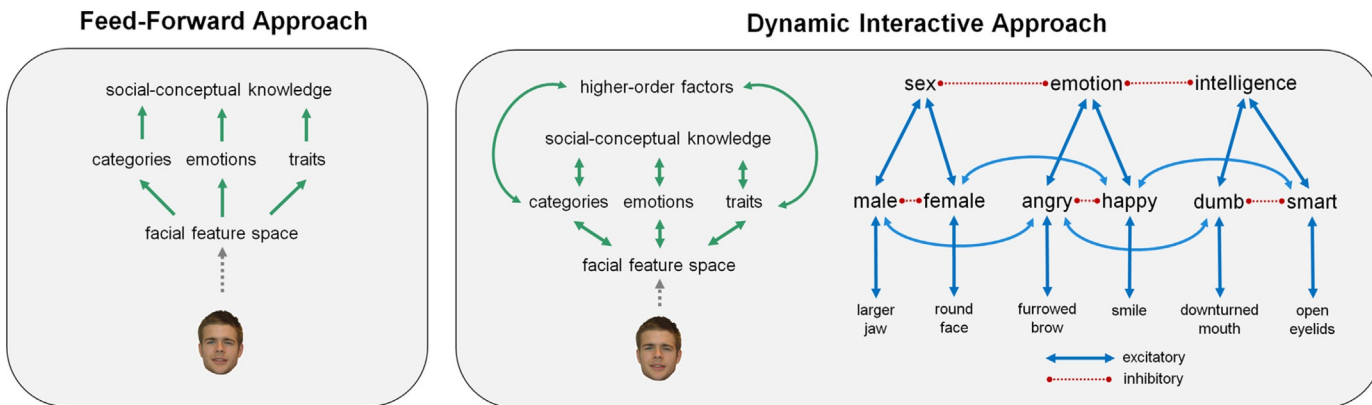 Feed-Forward Approach
social-conceptual knowledge
categories emotions traits
facial feature space
Dynamic Interactive Approach
higher-order factors
social-conceptual knowledge
categories emotions traits
facial feature space
sex emotion intelligence
male female angry happy dumb smart
larger jaw
round face
furrowed brow
smile
downturned mouth
open eyelids
excitatory
inhibitory